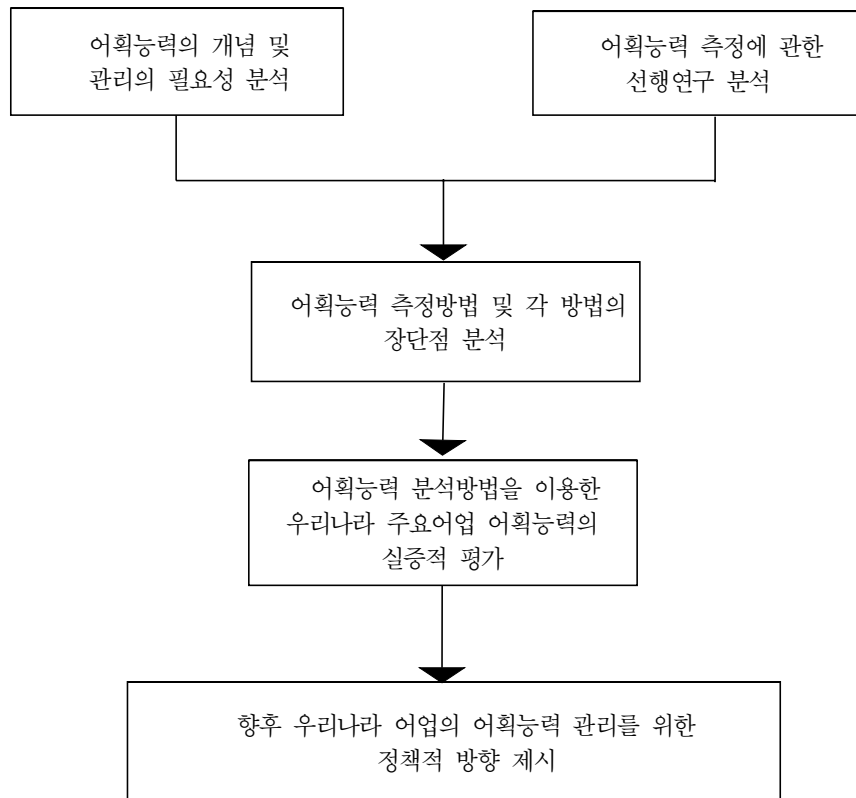 어획능력의 개념 및
관리의 필요성 분석
어획능력 측정에 관한
선행연구 분석
어획능력 측정방법 및 각 방법의
장단점 분석
어획능력 분석방법을 이용한
우리나라 주요어업 어획능력의
실증적 평가
향후 우리나라 어업의 어획능력 관리를 위한
정책적 방향 제시